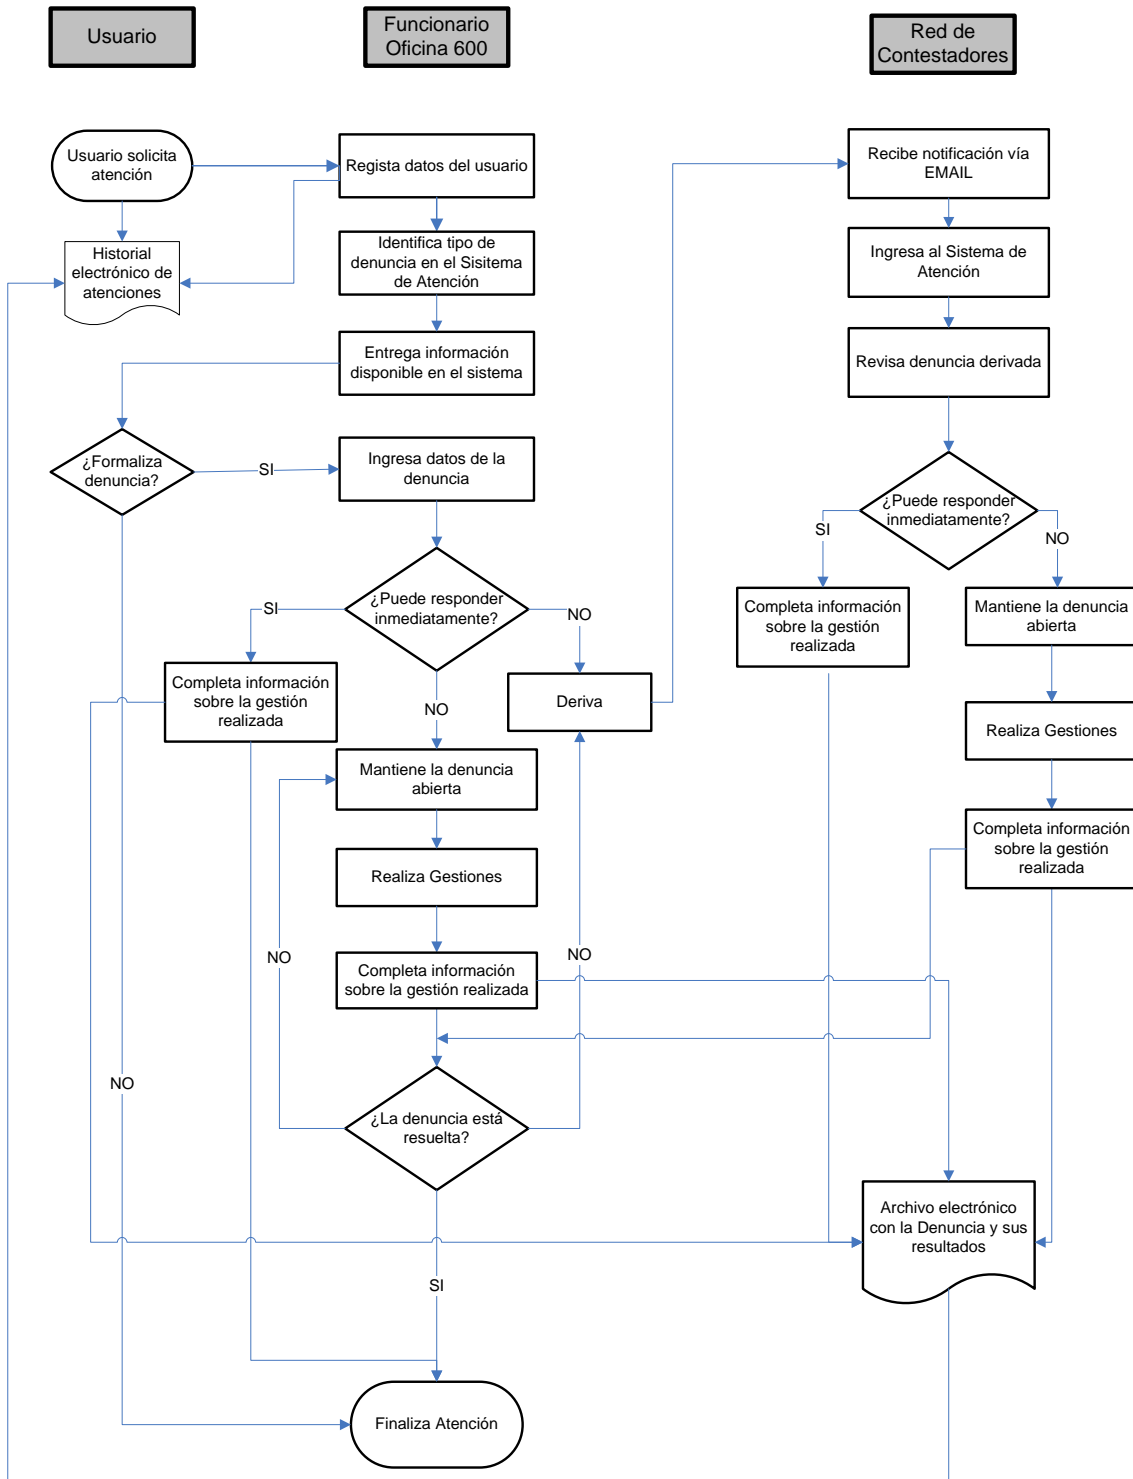 Usuario
Funcionario
Oficina 600
Red de
Contestadores
Usuario solicita
atención
Regista datos del usuario
Recibe notificación vía
EMAIL
Historial
electrónico de
atenciones
Identifica tipo de
denuncia en el Sisitema
de Atención
Ingresa al Sistema de
Atención
Entrega información
disponible en el sistema
Revisa denuncia derivada
¿Formaliza
denuncia?
SI
Ingresa datos de la
denuncia
¿Puede responder
inmediatamente?
SI
NO
¿Puede responder
inmediatamente?
SI
NO
NO
Completa información
sobre la gestión
realizada
Mantiene la denuncia
abierta
Completa información
sobre la gestión
realizada
Deriva
Realiza Gestiones
Mantiene la denuncia
abierta
Completa información
sobre la gestión
realizada
Realiza Gestiones
NO
NO
Completa información
sobre la gestión realizada
NO
¿La denuncia está
resuelta?
Archivo electrónico
con la Denuncia y sus
resultados
SI
Finaliza Atención